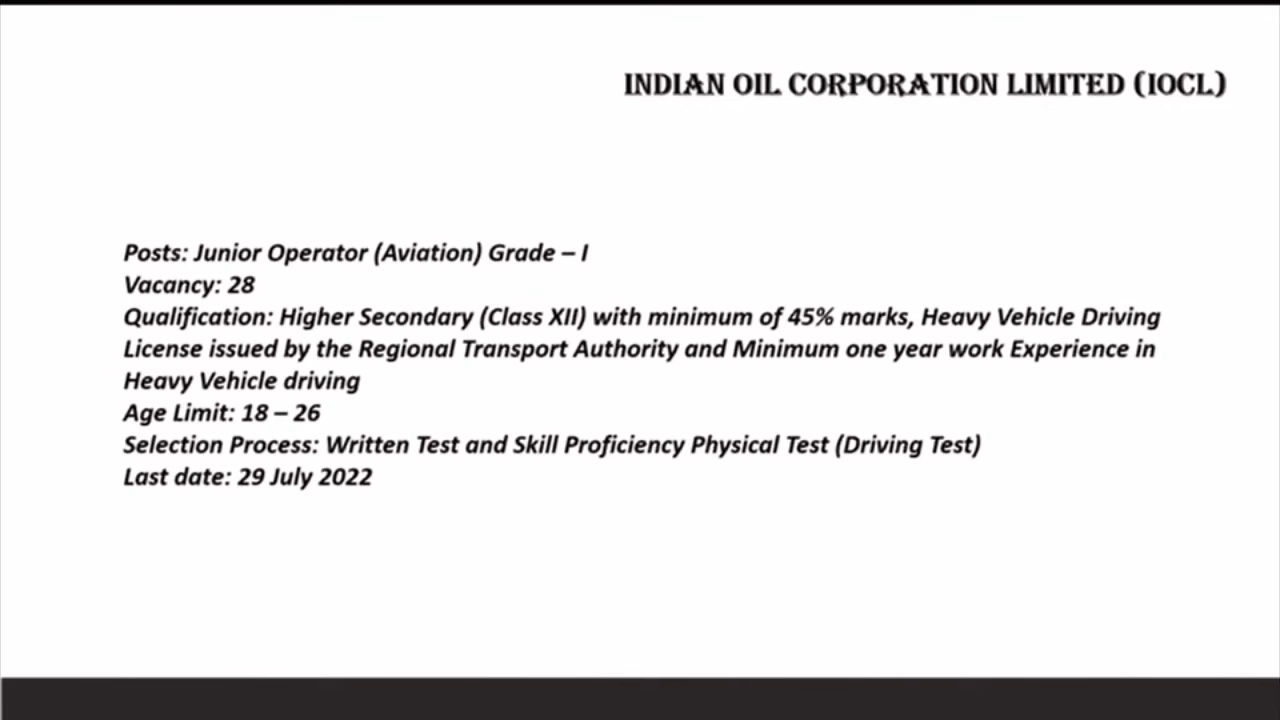 INDIAN OIL CORPORATION LIMITED (IOCL)
Posts: Junior Operator (Aviation) Grade – I
Vacancy: 28
Qualification: Higher Secondary (Class XII) with minimum of 45% marks, Heavy Vehicle Driving
License issued by the Regional Transport Authority and Minimum one year work Experience in
Heavy Vehicle driving
Age Limit: 18 – 26
Selection Process: Written Test and Skill Proficiency Physical Test (Driving Test)
Last date: 29 July 2022